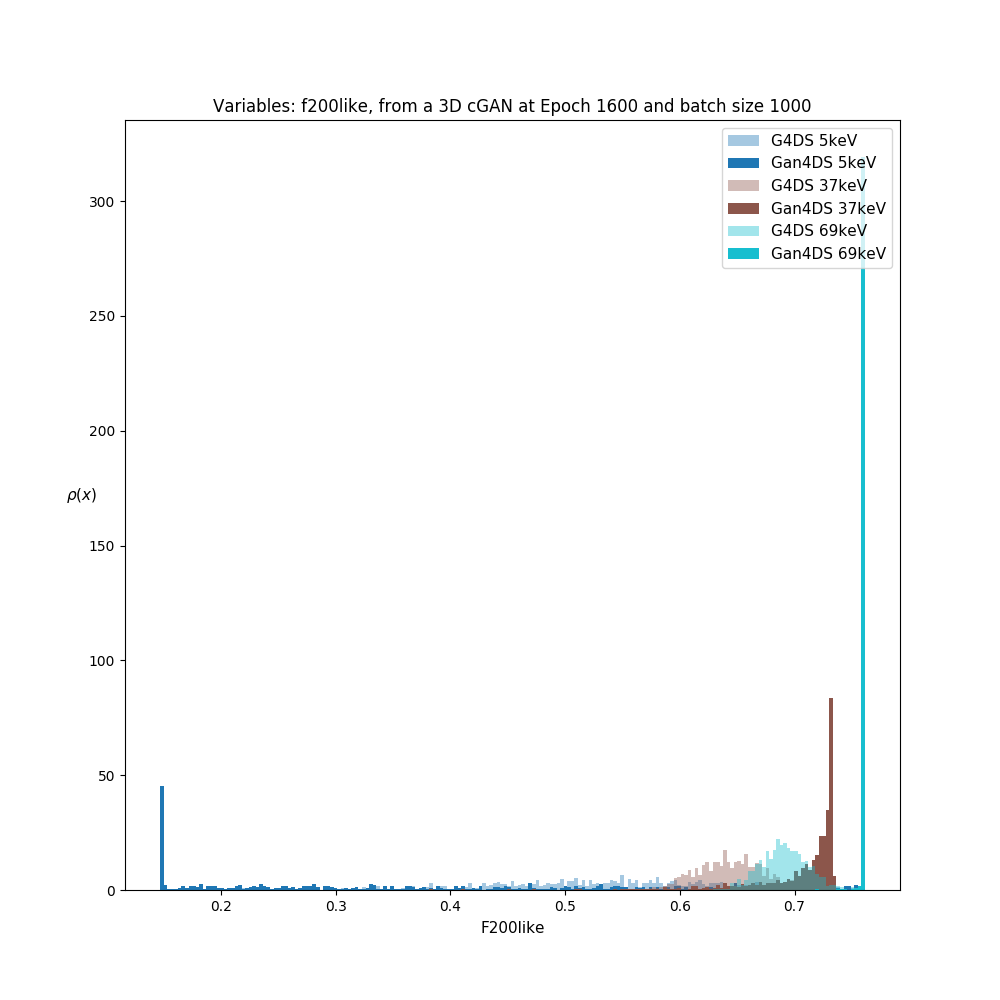 Variables: f200like, from a 3D cGAN at Epoch 1600 and batch size 1000
G4DS 5keV
Gan4DS 5keV
G4DS 37keV
Gan4DS 37keV
G4DS 69keV
Gan4DS 69keV
300
250
200
ρ(x)
150
100
50
0
0.2 0.3 0.4 0.5 0.6 0.7
F200like